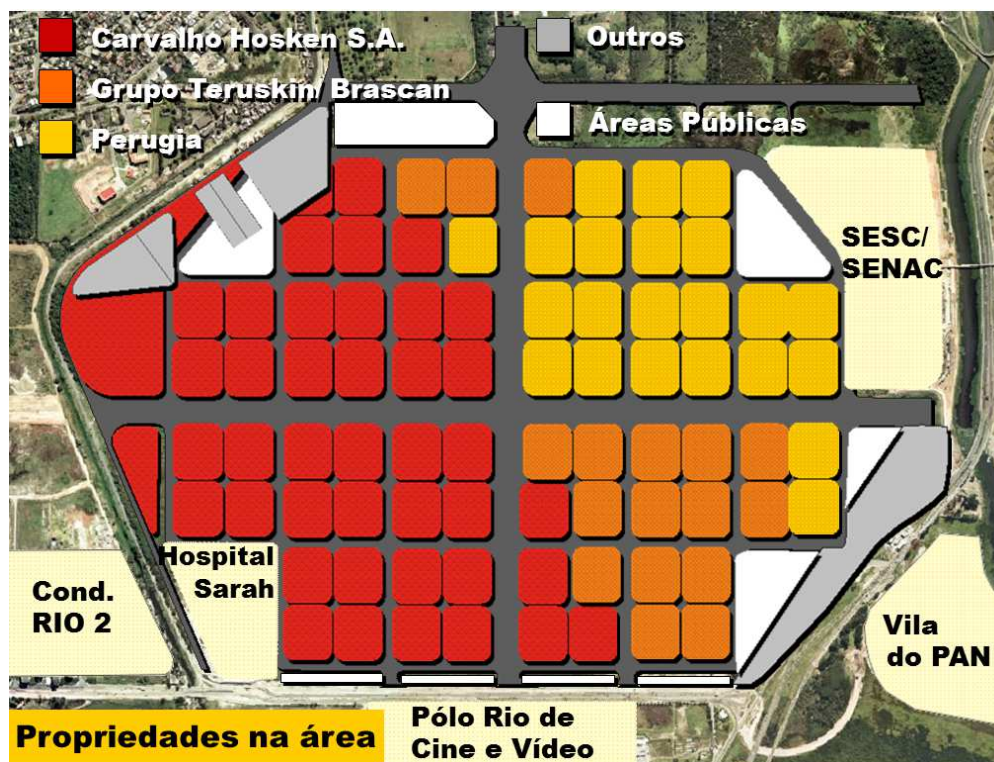 Carvalho Hosken S.A.
Grupo Teruskin/ Brascan
Perugia
Outros
Áreas Públicas
SESC/
SENAC
Hospital
Sarah
Cond.
RIO 2
Vila
do PAN
Propriedades na área
Pólo Rio de
Cine e Vídeo